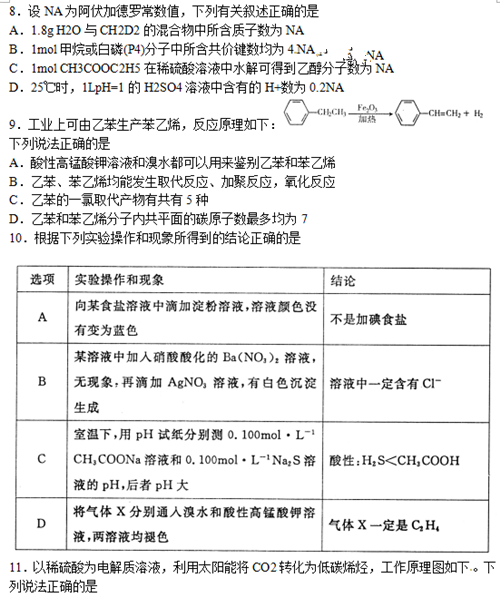 8．设 NA为阿伏加德罗常数值，下列有关叙述正确的是
A．1.8g H2O 与 CH2D2 的混合物中所含质子数为 NA
B．1mol 甲烷或白磷(P4)分子中所含共价键数均为 4.NA
NA
C．1mol CH3COOC2H5 在稀硫酸溶液中水解可得到乙醇分子数为 NA
D．25℃时，1LpH=1 的 H2SO4 溶液中含有的 H+数为 0.2NA
9．工业上可由乙苯生产苯乙烯，反应原理如下： —CH2CH3 Fe2O3 加热 —CH=CH2 + H2
下列说法正确的是
A．酸性高锰酸钾溶液和溴水都可以用来鉴别乙苯和苯乙烯
B．乙苯、苯乙烯均能发生取代反应、加聚反应，氧化反应
C．乙苯的一氯取代产物有共有 5 种
D．乙苯和苯乙烯分子内共平面的碳原子数最多均为 7
10．根据下列实验操作和现象所得到的结论正确的是
选项 实验操作和现象 结论
A 向某食盐溶液中滴加淀粉溶液，溶液颜色没 不是加碘食盐
有变为蓝色
B 某溶液中加入硝酸酸化的 Ba(NO3)2 溶液， 溶液中一定含有 Cl⁻
无现象，再滴加 AgNO3 溶液，有白色沉淀
生成
C 室温下，用 pH 试纸分别测 0.100mol·L⁻¹ 酸性：H2S＜CH3COOH
CH3COONa 溶液和 0.100mol·L⁻¹Na2S 溶
液的 pH，后者 pH 大
D 将气体 X 分别通入溴水和酸性高锰酸钾溶 气体 X 一定是 C2H4
液，两溶液均褪色
11．以稀硫酸为电解质溶液，利用太阳能将 CO2 转化为低碳烯烃，工作原理图如下。下
列说法正确的是